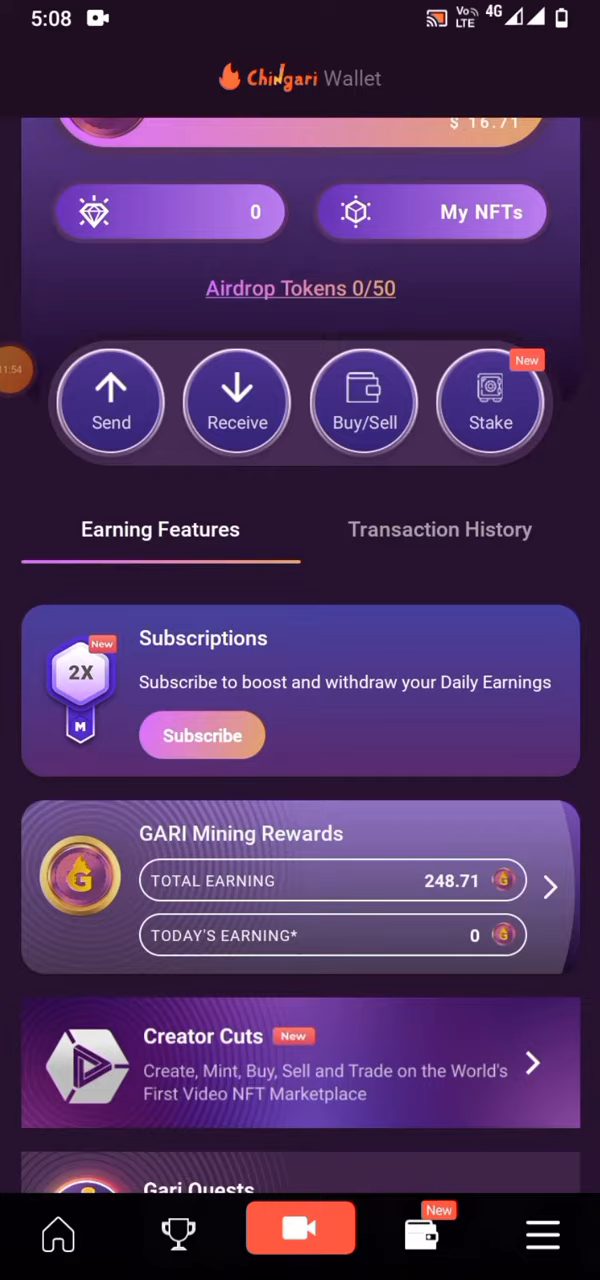 5:08
Vo))
LTE
4G
Chingari Wallet
$ 16.71
0
My NFTs
Airdrop Tokens 0/50
11:54
New
Send
Receive
Buy/Sell
Stake
Earning Features
Transaction History
New
2X
M
Subscriptions
Subscribe to boost and withdraw your Daily Earnings
Subscribe
GARI Mining Rewards
G
TOTAL EARNING
248.71
TODAY'S EARNING*
0
Creator Cuts New
Create, Mint, Buy, Sell and Trade on the World's
First Video NFT Marketplace
Gari Quests
New